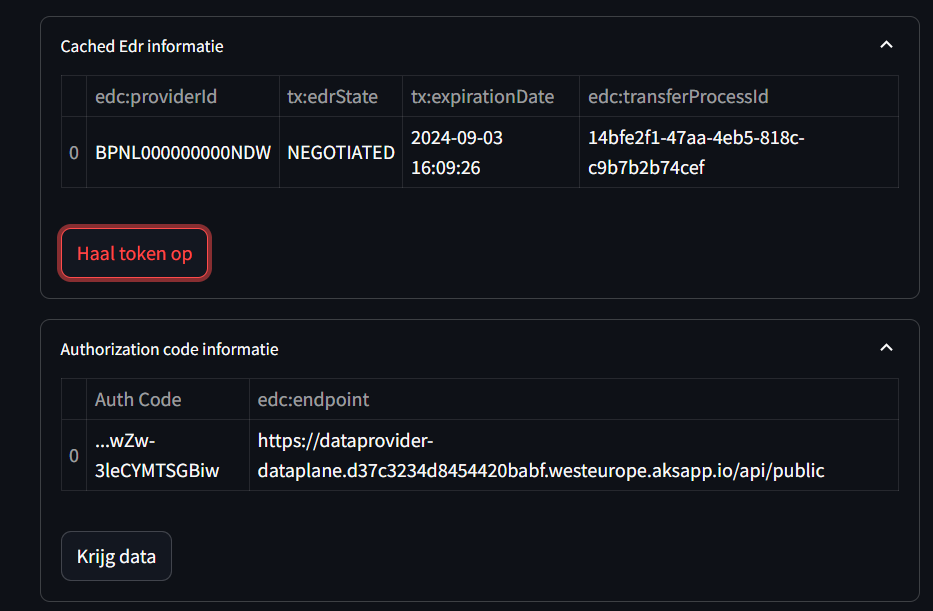 Cached Edr informatie
edc:providerId tx:edrState tx:expirationDate edc:transferProcessId
0 BPNL000000000NDW NEGOTIATED 2024-09-03 16:09:26 14bfe2f1-47aa-4eb5-818c-c9b7b2b74cef
Haal token op
Authorization code informatie
Auth Code edc:endpoint
0 ...wZw-3leCYMTSGBiw https://dataprovider-dataplane.d37c3234d8454420babf.westeurope.aksapp.io/api/public
Krijg data